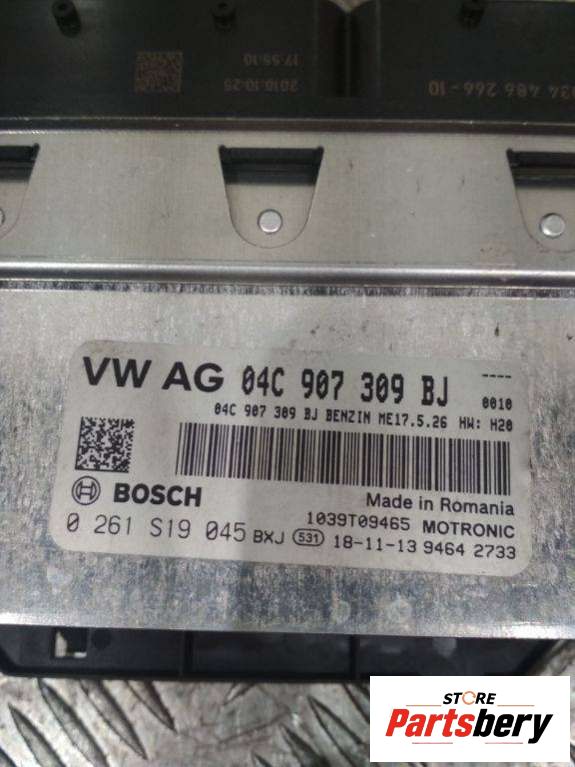 17:55:10
2018.10.25
034 486 266-10
VW AG 04C 907 309 BJ ----
0010
04C 907 309 BJ BENZIN ME17.5.26 HW: H20
BOSCH
Made in Romania
1039T09465 MOTRONIC
0 261 S19 045 BXJ 531 18-11-13 9464 2733
STORE
Partsbery